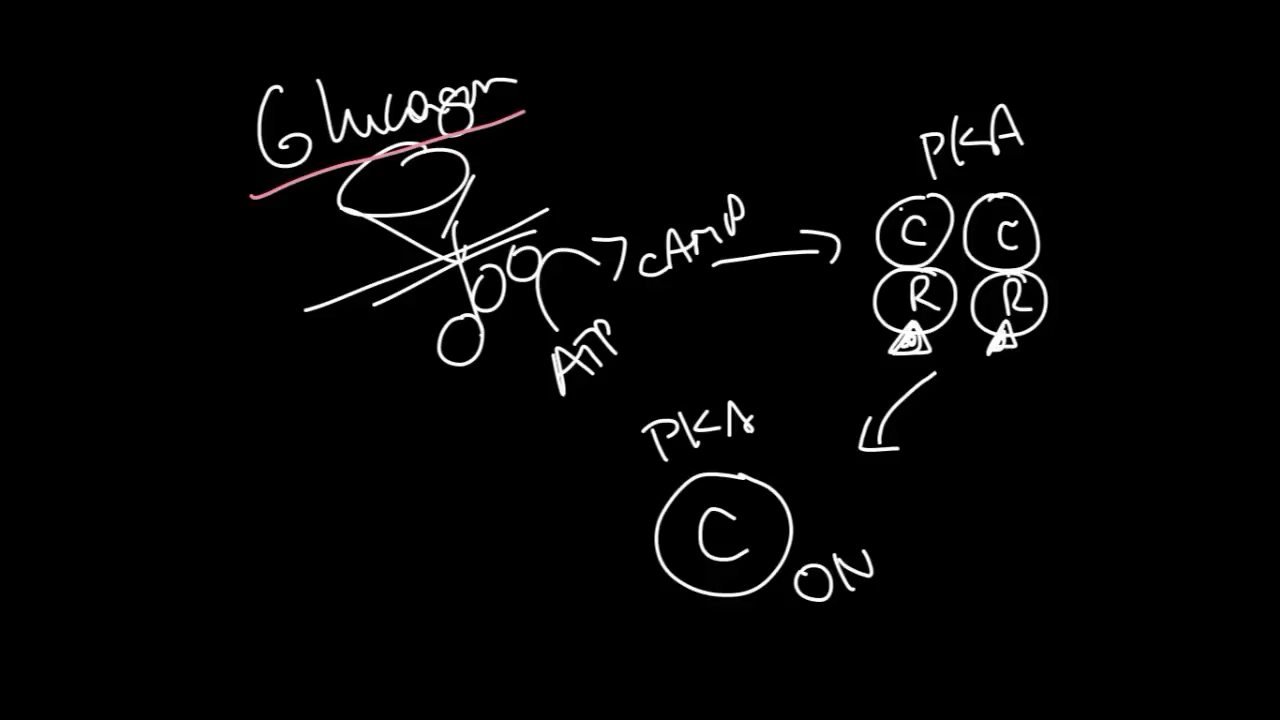 Glucagon
PKA
C C
cAMP
R R
ATP
PKA
C
ON